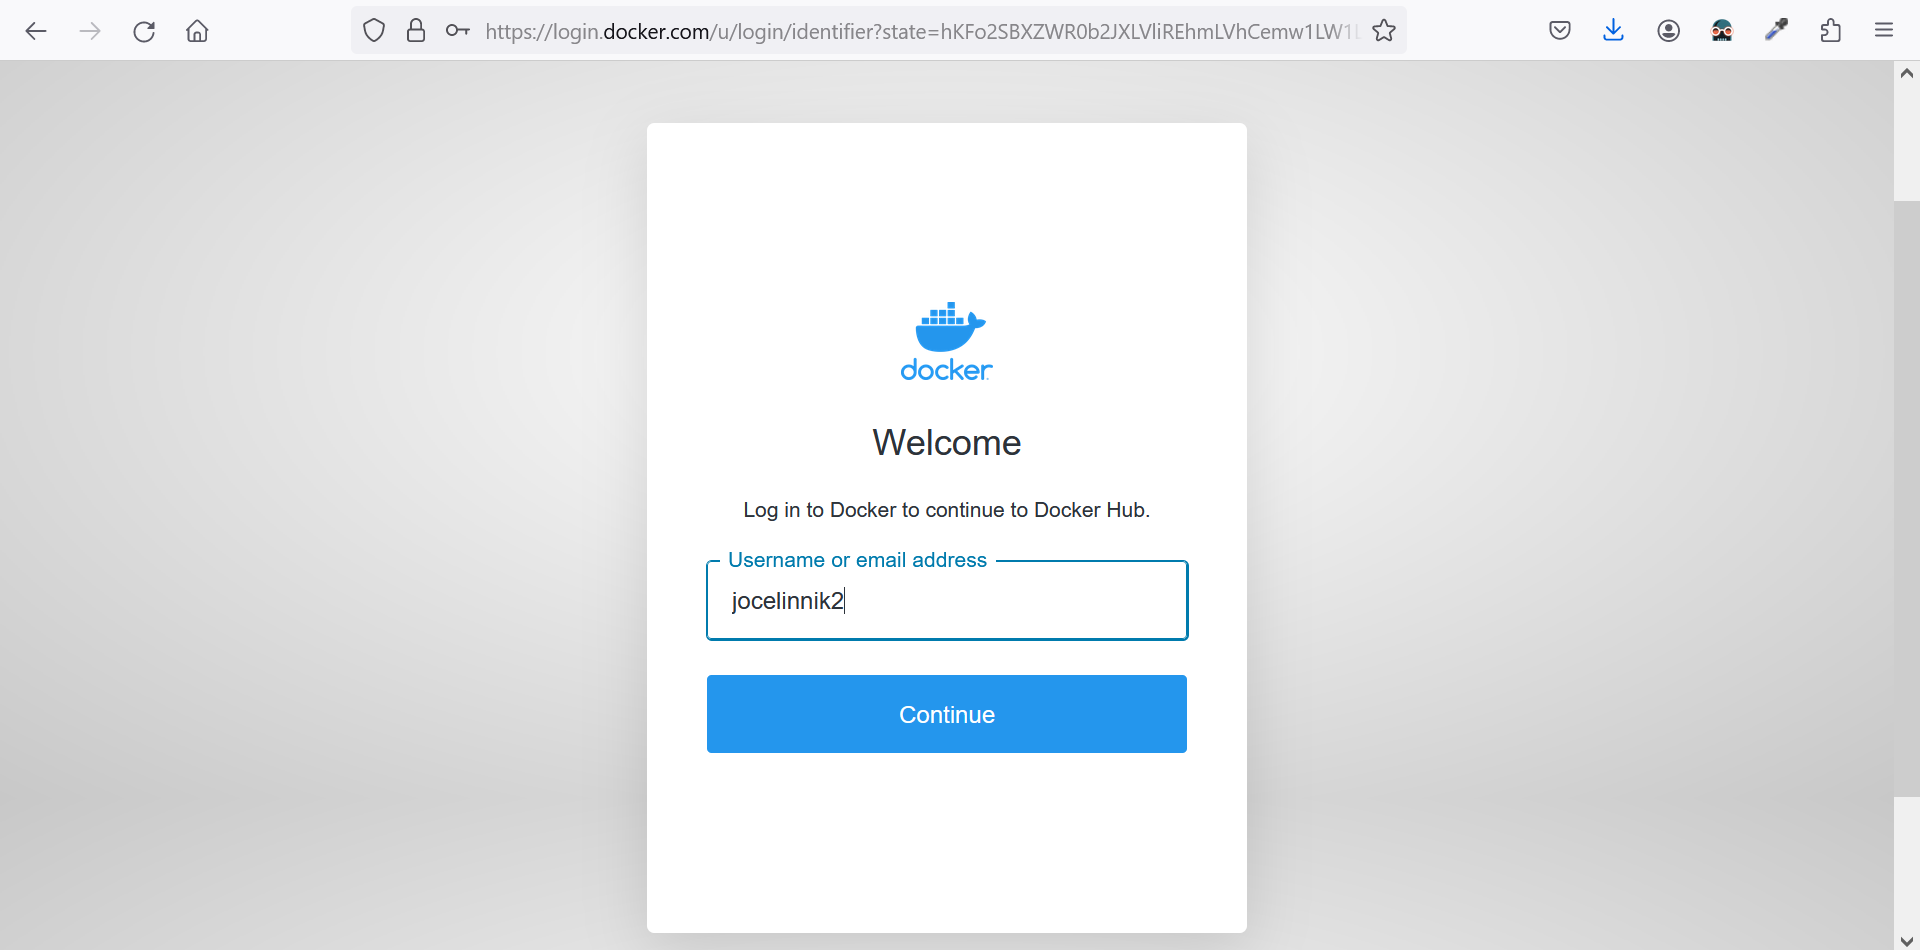 https://login.docker.com/u/login/identifier?state=hKFo2SBXZWR0b2JXLVliREhmLVhCemw1LW1L
docker
Welcome
Log in to Docker to continue to Docker Hub.
Username or email address
jocelinnik2
Continue